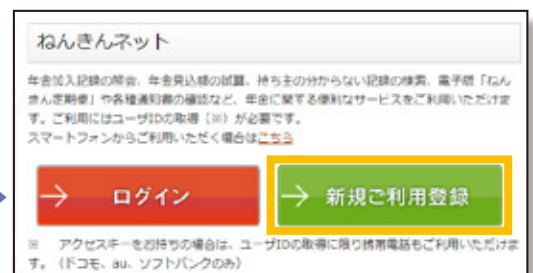 ねんきんネット
年金加入記録の照会、年金見込額の試算、持ち主の分からない記録の検索、電子版「ねん
きん定期便」や各種通知書の確認など、年金に関する便利なサービスをご利用いただけま
す。ご利用にはユーザIDの取得（※）が必要です。
スマートフォンからご利用いただく場合はこちら
→ ログイン
→ 新規ご利用登録
※ アクセスキーをお持ちの場合は、ユーザIDの取得に限り携帯電話もご利用いただけま
す。（ドコモ、au、ソフトバンクのみ）